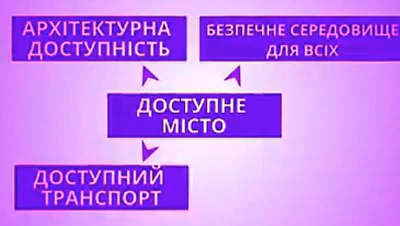 АРХІТЕКТУРНА
ДОСТУПНІСТЬ
БЕЗПЕЧНЕ СЕРЕДОВИЩЕ
ДЛЯ ВСІХ
ДОСТУПНЕ
МІСТО
ДОСТУПНИЙ
ТРАНСПОРТ